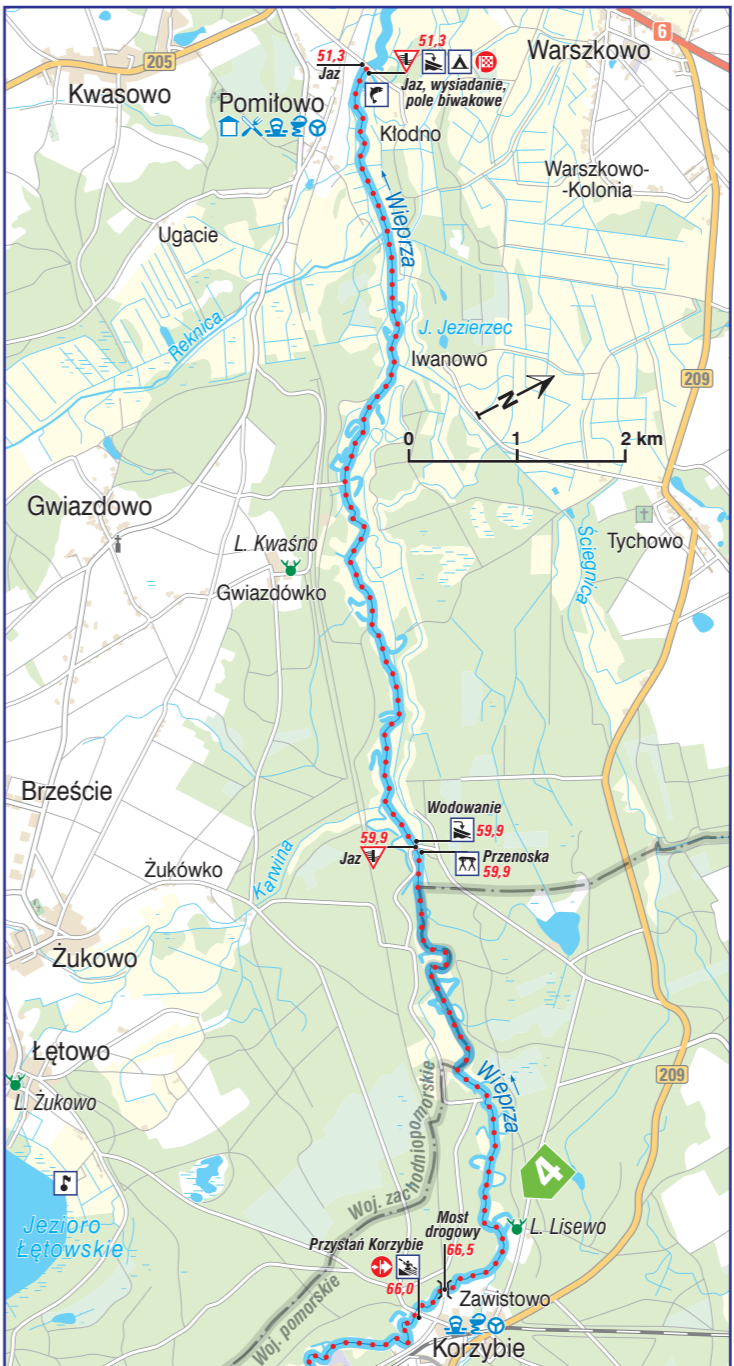 6
51,3
51,3
Warszkowo
205
Jaz
Jaz, wysiadanie,
pole biwakowe
Kwasowo
Pomiłowo
Kłodno
Warszkowo-
-Kolonia
Wieprza
Ugacie
Reknica
J. Jezierzec
Iwanowo
N
209
0 1 2 km
Gwiazdowo
L. Kwaśno
Ścięgnica
Tychowo
Gwiazdówko
Brzeście
Wodowanie
59,9
59,9
Jaz
Przenoska
59,9
Żukówko
Karwina
Żukowo
Łętowo
Wieprza
209
L. Żukowo
Woj. zachodniopomorskie
4
Jezioro
Łętowskie
Most
drogowy
66,5
L. Lisewo
Przystań Korzybie
66,0
Zawistowo
Woj. pomorskie
Korzybie